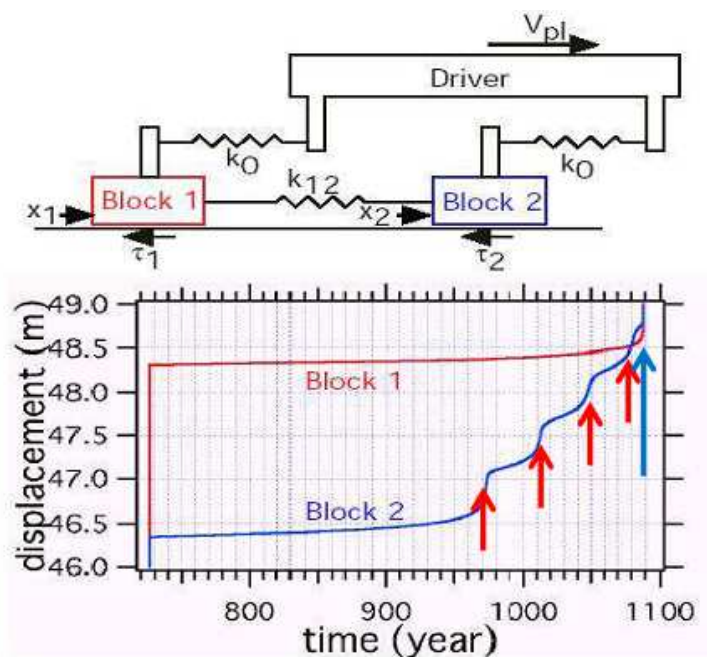 Vpl
Driver
k0
k0
k12
Block 1
Block 2
x1
x2
τ1
τ2
49.0
48.5
48.0
47.5
47.0
46.5
46.0
displacement (m)
Block 1
Block 2
800
900
1000
1100
time (year)